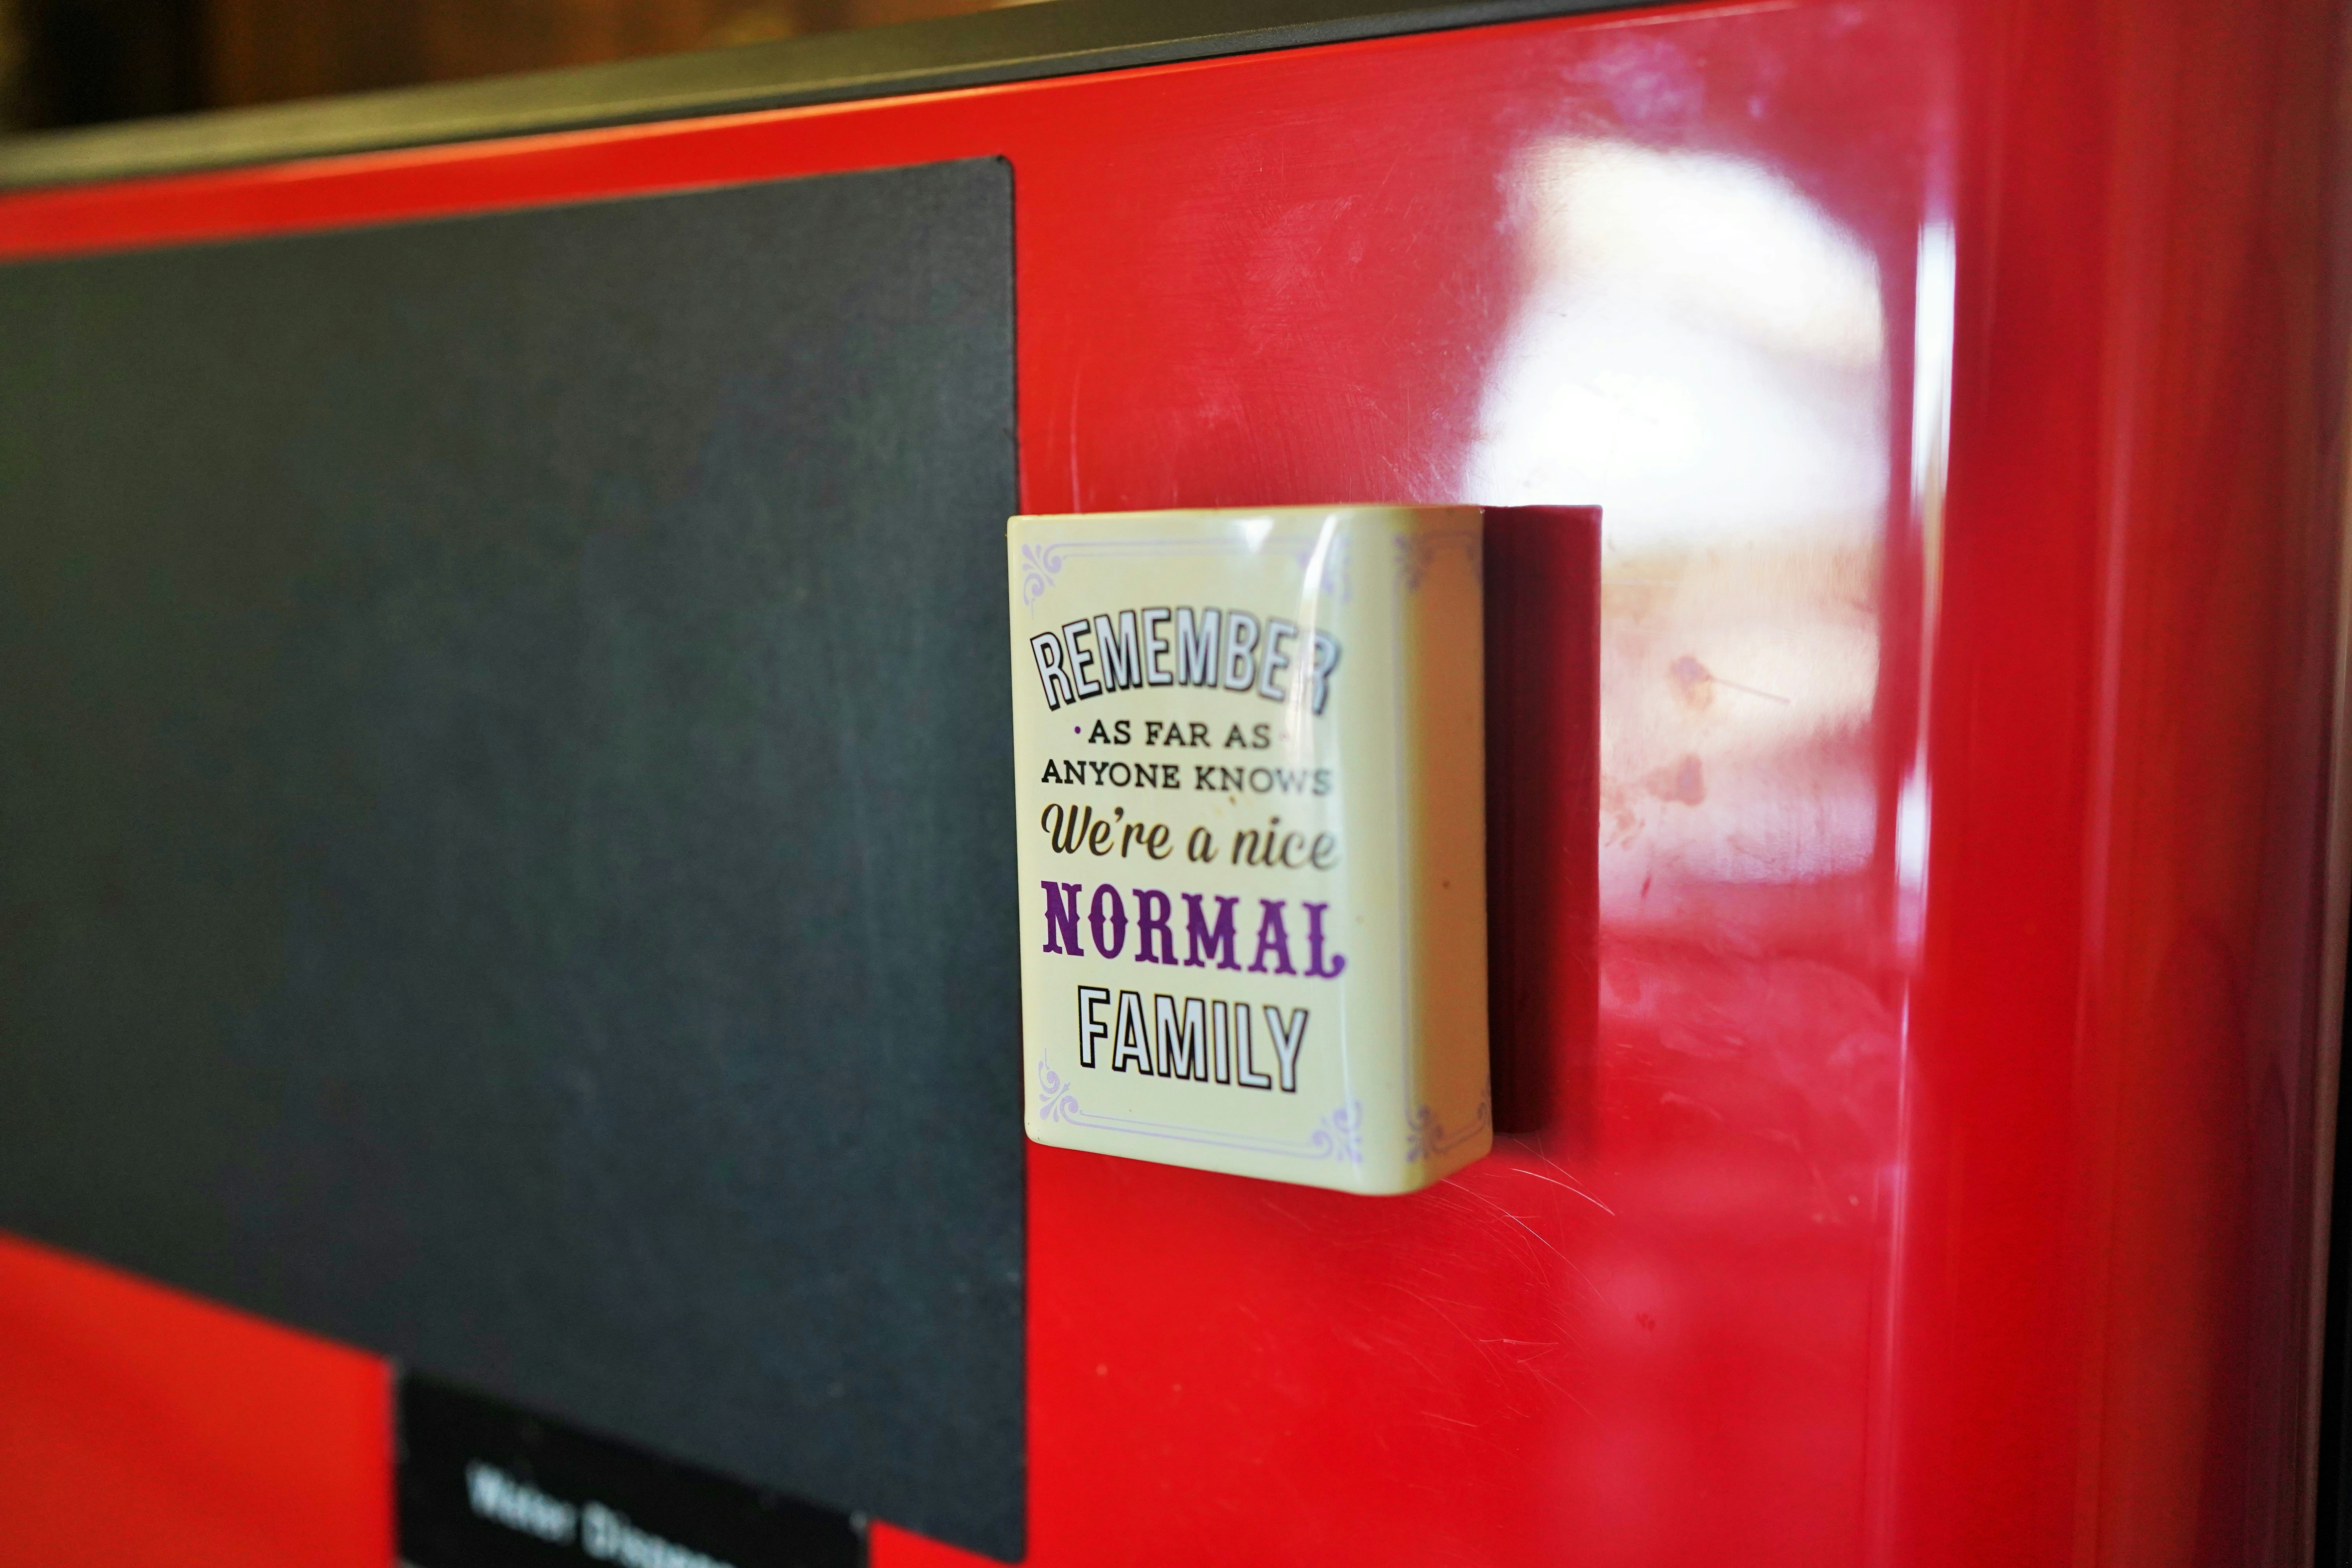 REMEMBER
• AS FAR AS •
ANYONE KNOWS
We're a nice
NORMAL
FAMILY
Water